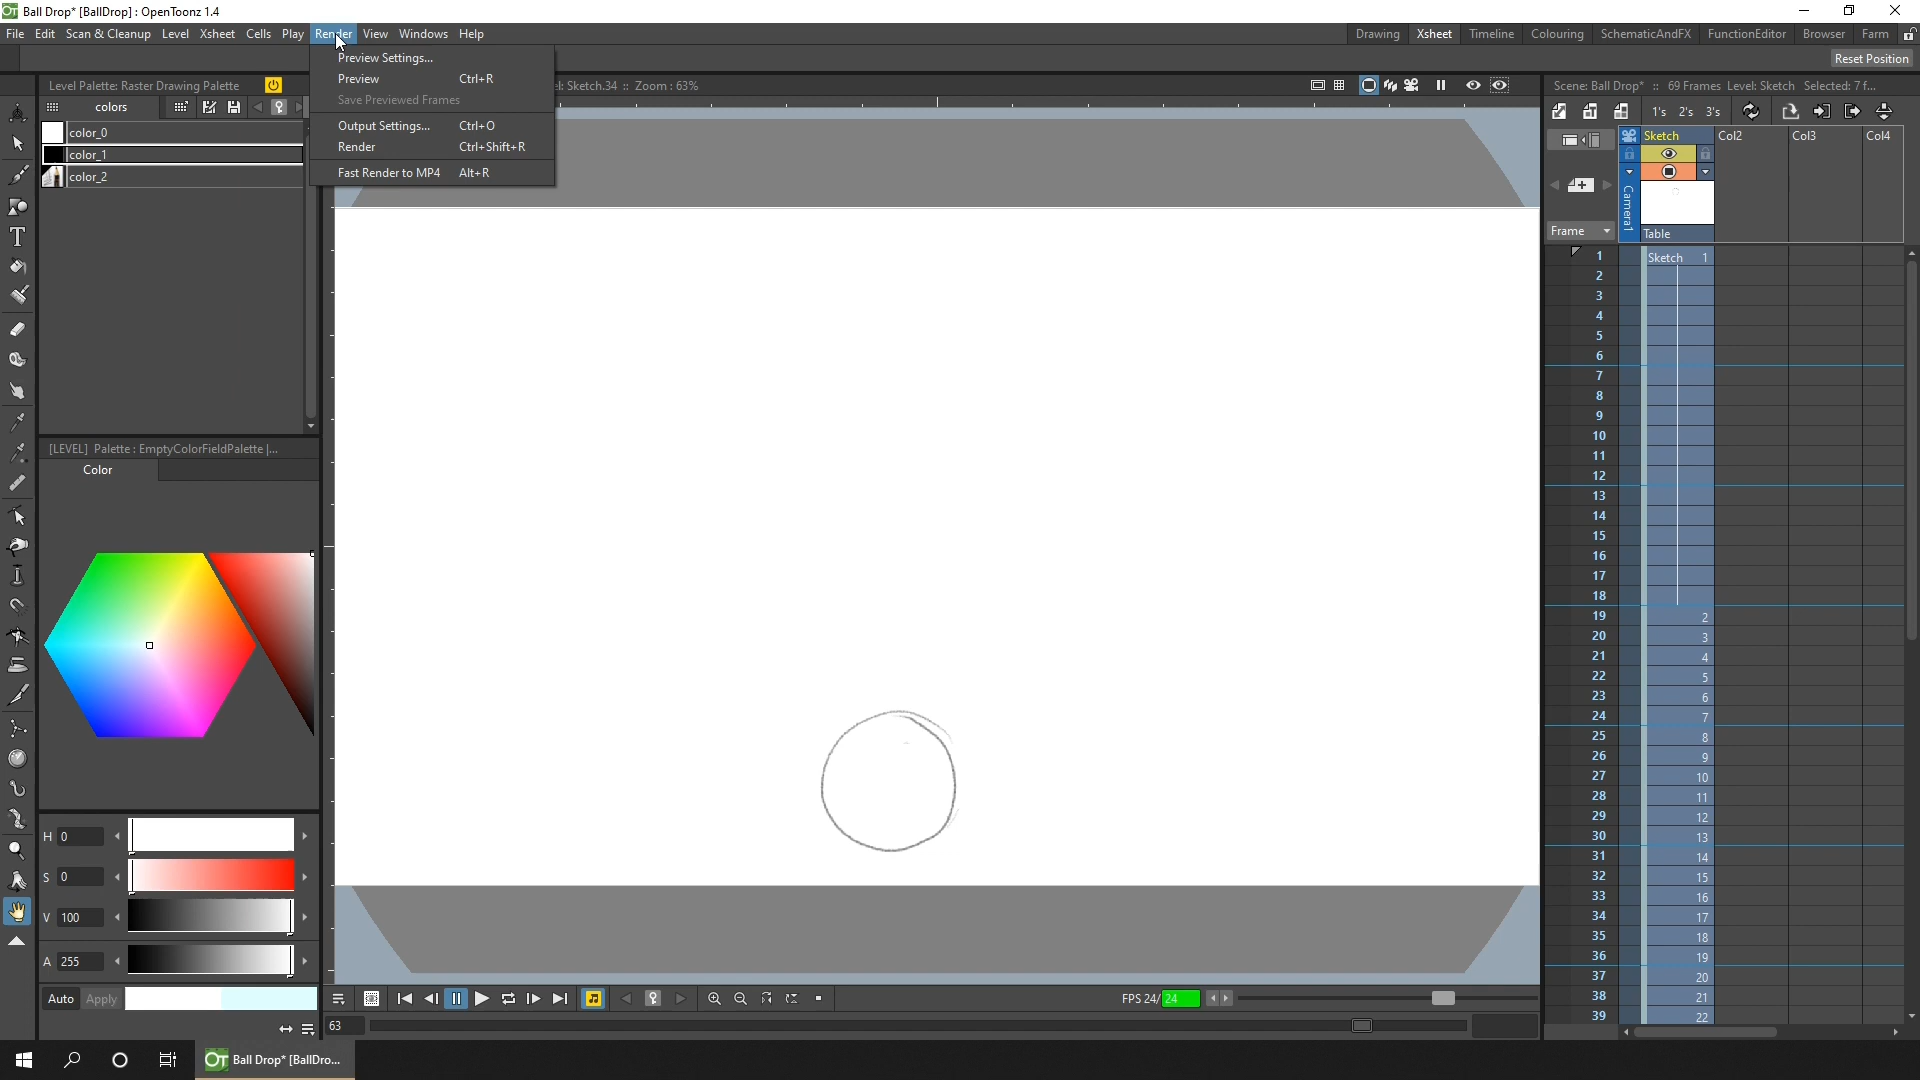 Ball Drop* [BallDrop] : OpenToonz 1.4
File Edit Scan & Cleanup Level Xsheet Cells Play Render View Windows Help
Drawing Xsheet Timeline Colouring SchematicAndFX FunctionEditor Browser Farm
Reset Position
Preview Settings...
Preview Ctrl+R
Save Previewed Frames
Output Settings... Ctrl+O
Render Ctrl+Shift+R
Fast Render to MP4 Alt+R
Level Palette: Raster Drawing Palette
colors
color_0
color_1
color_2
[LEVEL] Palette : EmptyColorFieldPalette |...
Color
H 0
S 0
V 100
A 255
Auto Apply
Sketch.34 :: Zoom : 63%
FPS 24/ 24
63
Scene: Ball Drop* :: 69 Frames Level: Sketch Selected: 7 f...
1's 2's 3's
Sketch Col2 Col3 Col4
Camera1
Frame
Table
1 Sketch 1
2
3
4
5
6
7
8
9
10
11
12
13
14
15
16
17
18
19 2
20 3
21 4
22 5
23 6
24 7
25 8
26 9
27 10
28 11
29 12
30 13
31 14
32 15
33 16
34 17
35 18
36 19
37 20
38 21
39 22
Ball Drop* [BallDro...